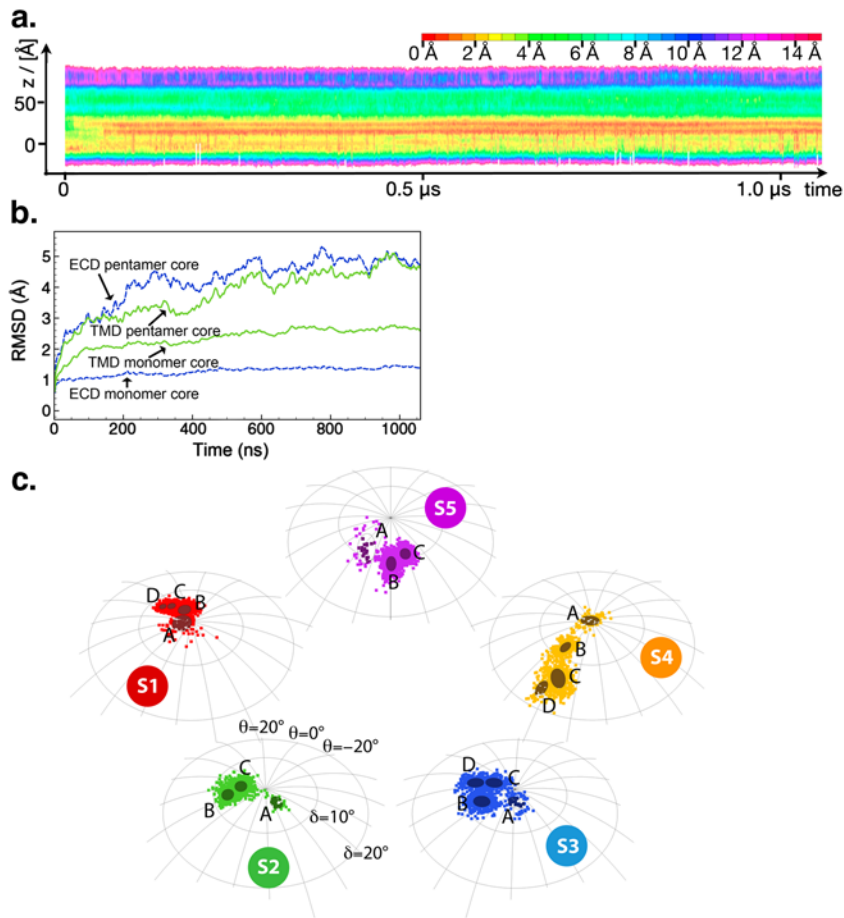 a.
0 Å 2 Å 4 Å 6 Å 8 Å 10 Å 12 Å 14 Å
z / [Å]
50
0
0 0.5 µs 1.0 µs time
b.
RMSD (Å)
5
4
3
2
1
0
ECD pentamer core
TMD pentamer core
TMD monomer core
ECD monomer core
0 200 400 600 800 1000
Time (ns)
c.
S5
A
C
B
D C B
A
S1
A
B
C
D
S4
θ=20° θ=0° θ=−20°
C
B
A
δ=10°
δ=20°
S2
D C
B A
S3